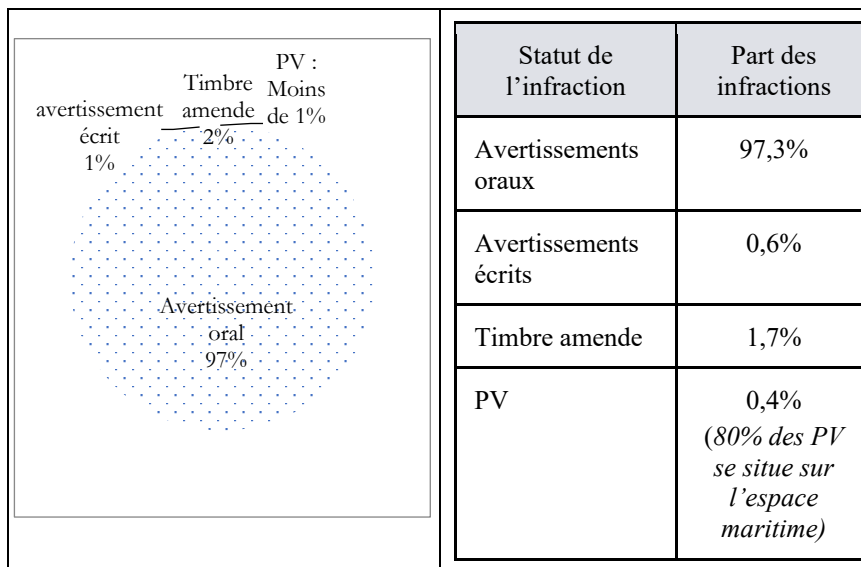 avertissement
écrit
1%
Timbre
amende
2%
PV :
Moins
de 1%
Avertissement
oral
97%
Statut de
l’infraction
Part des
infractions
Avertissements
oraux
97,3%
Avertissements
écrits
0,6%
Timbre amende
1,7%
PV
0,4%
(80% des PV
se situe sur
l’espace
maritime)